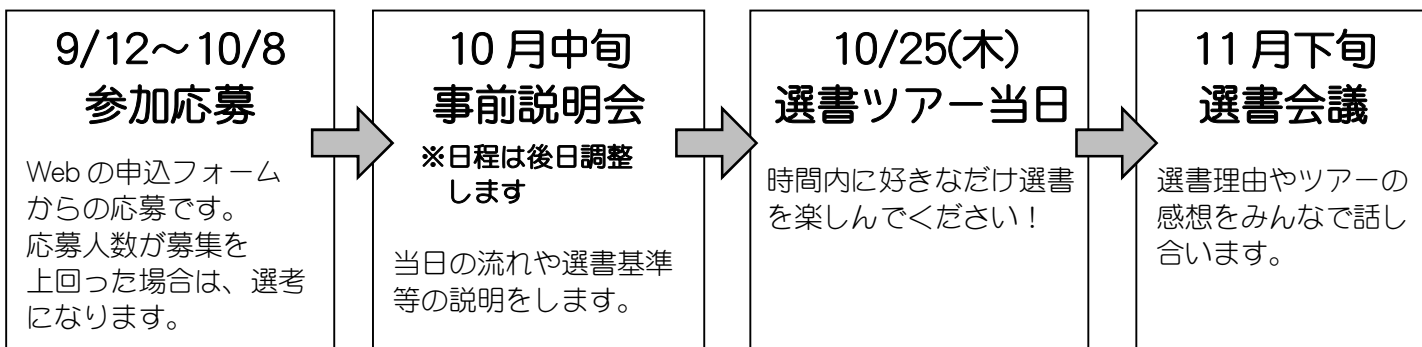 9/12～10/8
参加応募
Webの申込フォーム
からの応募です。
応募人数が募集を
上回った場合は、選考
になります。
10月中旬
事前説明会
※日程は後日調整
します
当日の流れや選書基準
等の説明をします。
10/25(木)
選書ツアー当日
時間内に好きなだけ選書
を楽しんでください！
11月下旬
選書会議
選書理由やツアーの
感想をみんなで話し
合います。